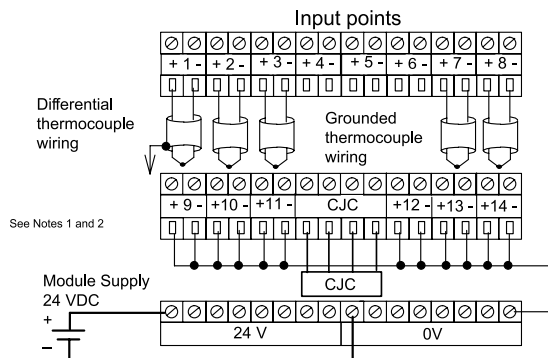 Input points
+ 1 - + 2 - + 3 - + 4 - + 5 - + 6 - + 7 - + 8 -
Differential
thermocouple
wiring
Grounded
thermocouple
wiring
+ 9 - +10 - +11 - CJC +12 - +13 - +14 -
See Notes 1 and 2
CJC
Module Supply
24 VDC
+
–
24 V 0V